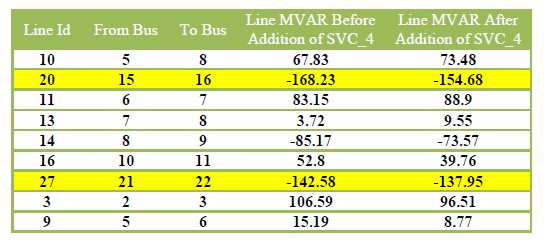 Line Id From Bus To Bus Line MVAR Before Addition of SVC_4 Line MVAR After Addition of SVC_4
10 5 8 67.83 73.48
20 15 16 -168.23 -154.68
11 6 7 83.15 88.9
13 7 8 3.72 9.55
14 8 9 -85.17 -73.57
16 10 11 52.8 39.76
27 21 22 -142.58 -137.95
3 2 3 106.59 96.51
9 5 6 15.19 8.77